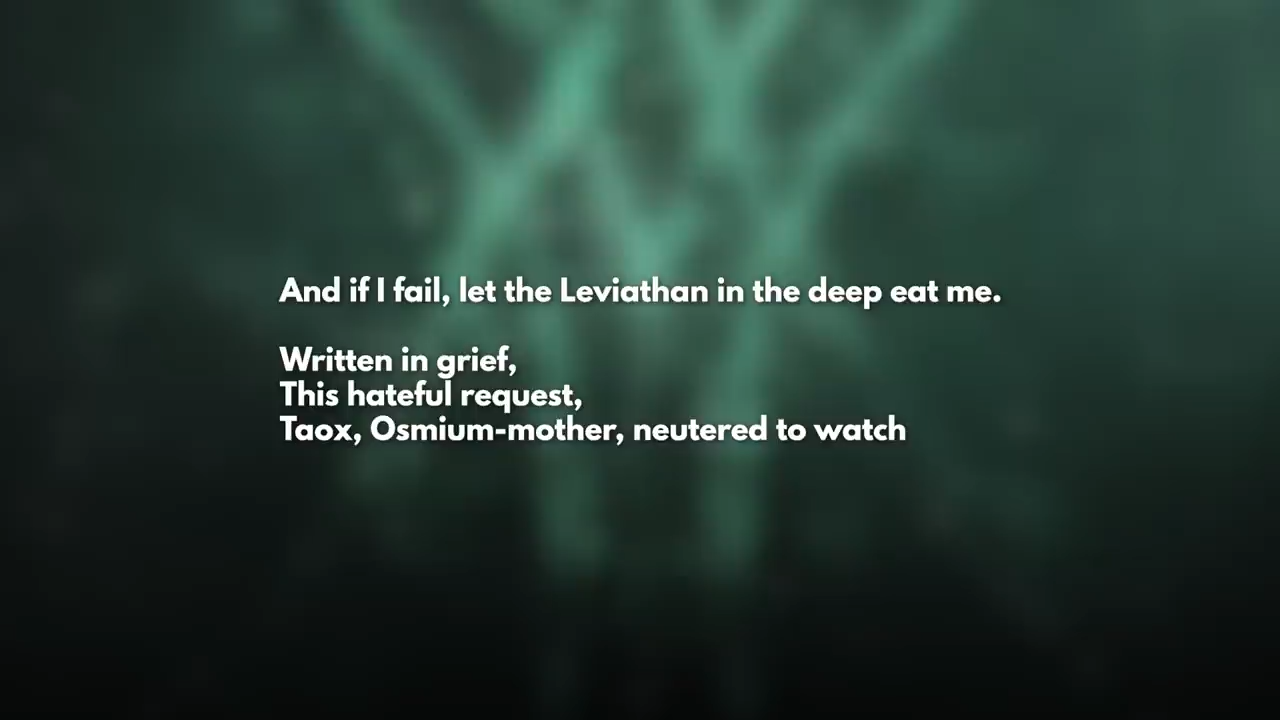 And if I fail, let the Leviathan in the deep eat me.
Written in grief,
This hateful request,
Taox, Osmium-mother, neutered to watch